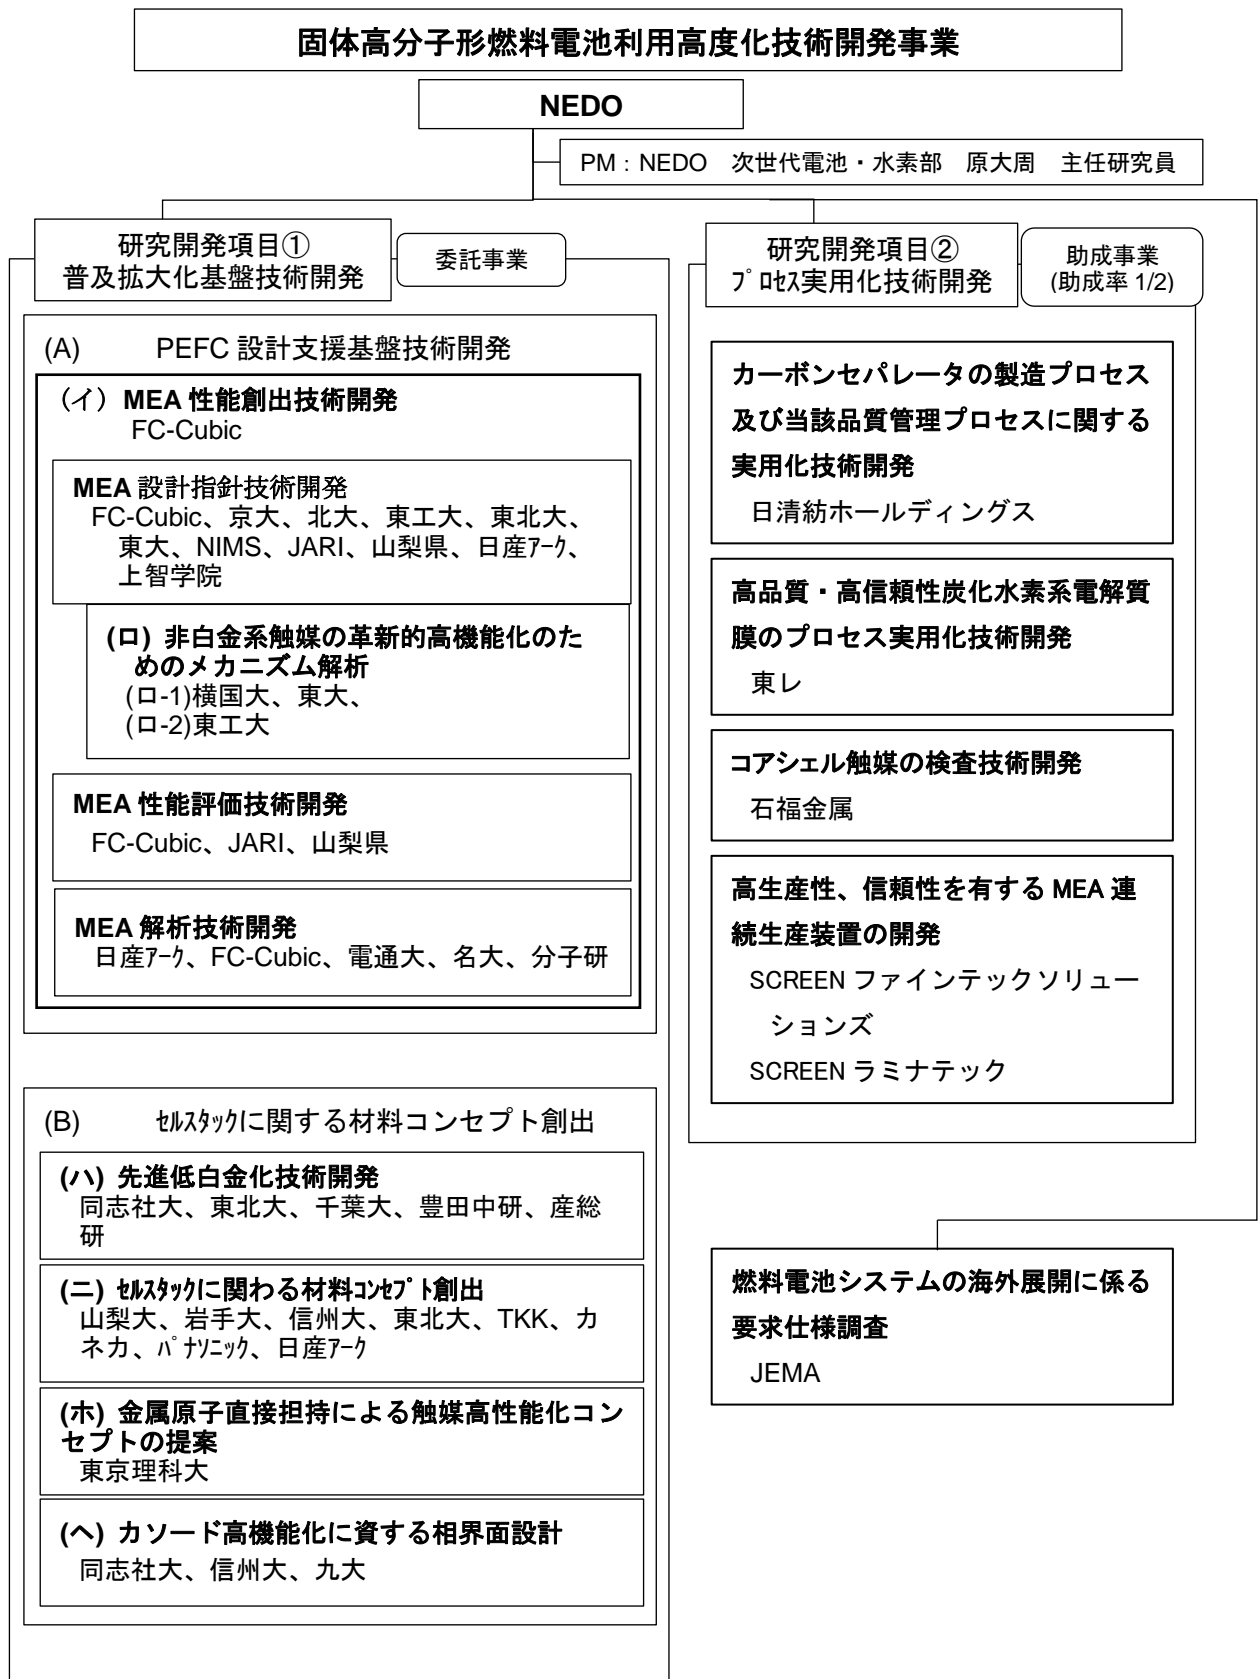 固体高分子形燃料電池利用高度化技術開発事業
NEDO
PM：NEDO　次世代電池・水素部　原大周　主任研究員
研究開発項目①
普及拡大化基盤技術開発
委託事業
(A)　PEFC 設計支援基盤技術開発
（イ）MEA 性能創出技術開発
FC-Cubic
MEA 設計指針技術開発
FC-Cubic、京大、北大、東工大、東北大、
東大、NIMS、JARI、山梨県、日産ｱｰｸ、
上智学院
(ロ) 非白金系触媒の革新的高機能化のた
めのメカニズム解析
(ロ-1)横国大、東大、
(ロ-2)東工大
MEA 性能評価技術開発
FC-Cubic、JARI、山梨県
MEA 解析技術開発
日産ｱｰｸ、FC-Cubic、電通大、名大、分子研
(B)　ｾﾙｽﾀｯｸに関する材料コンセプト創出
(ハ) 先進低白金化技術開発
同志社大、東北大、千葉大、豊田中研、産総
研
(ニ) ｾﾙｽﾀｯｸに関わる材料ｺﾝｾﾌﾟﾄ創出
山梨大、岩手大、信州大、東北大、TKK、カ
ネカ、ﾊﾟﾅｿﾆｯｸ、日産ｱｰｸ
(ホ) 金属原子直接担持による触媒高性能化コン
セプトの提案
東京理科大
(ヘ) カソード高機能化に資する相界面設計
同志社大、信州大、九大
研究開発項目②
ﾌﾟﾛｾｽ実用化技術開発
助成事業
(助成率 1/2)
カーボンセパレータの製造プロセス
及び当該品質管理プロセスに関する
実用化技術開発
日清紡ホールディングス
高品質・高信頼性炭化水素系電解質
膜のプロセス実用化技術開発
東レ
コアシェル触媒の検査技術開発
石福金属
高生産性、信頼性を有する MEA 連
続生産装置の開発
SCREEN ファインテックソリュー
ションズ
SCREEN ラミナテック
燃料電池システムの海外展開に係る
要求仕様調査
JEMA